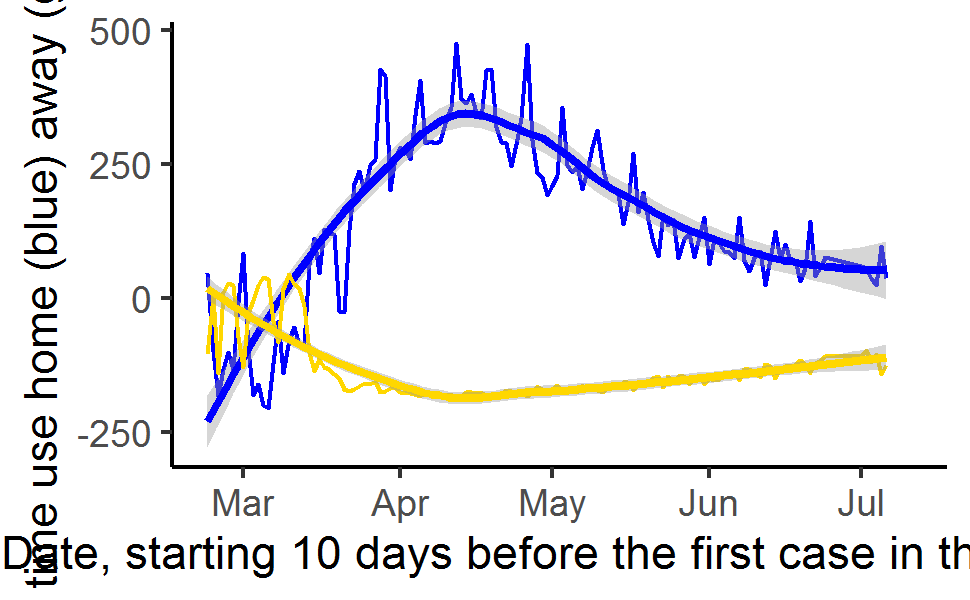 time use home (blue) away (
500
250
0
-250
Mar Apr May Jun Jul
Date, starting 10 days before the first case in th